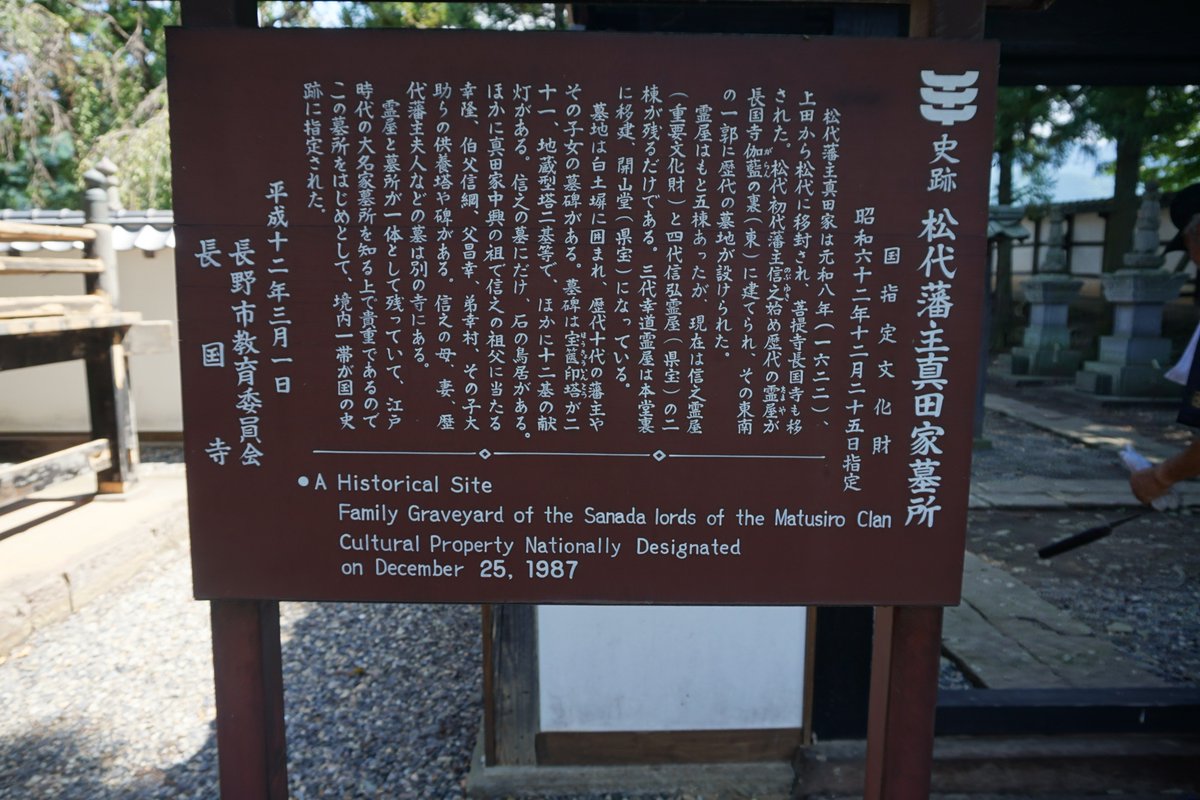 史跡 松代藩主真田家墓所
国指定文化財
昭和六十二年十二月二十五日指定
松代藩主真田家は元和八年(一六二二)、
上田から松代に移封され、菩提寺長国寺も移
された。松代初代藩主信之始め歴代の霊屋が
長国寺伽藍の裏(東)に建てられ、その東南
の一郭に歴代の墓地が設けられた。
霊屋はもと五棟あったが、現在は信之霊屋
(重要文化財)と四代信弘霊屋(県宝)の二
棟が残るだけである。三代幸道霊屋は本堂裏
に移建、開山堂(県宝)になっている。
墓地は白土塀に囲まれ、歴代十代の藩主や
その子女の墓碑がある。墓碑は宝篋印塔が二
十一、地蔵型塔二基等で、ほかに十二基の献
灯がある。信之の墓にだけ、石の鳥居がある。
ほかに真田家中興の祖で信之の祖父に当たる
幸隆、伯父信綱、父昌幸、弟幸村、その子大
助らの供養塔や碑がある。信之の母、妻、歴
代藩主夫人などの墓は別の寺にある。
霊屋と墓所が一体として残っていて、江戸
時代の大名家墓所を知る上で貴重であるので
この墓所をはじめとして、境内一帯が国の史
跡に指定された。
平成十二年三月一日
長野市教育委員会
長国寺
●A Historical Site
Family Graveyard of the Sanada lords of the Matusiro Clan
Cultural Property Nationally Designated
on December 25, 1987